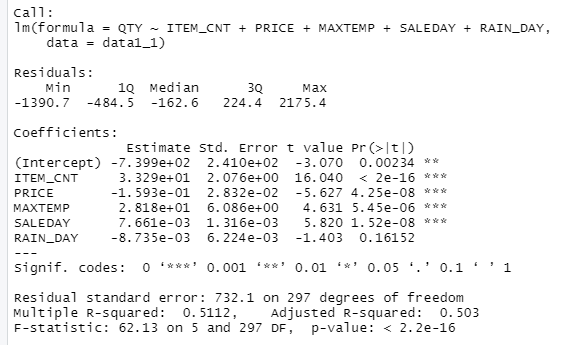 Call:
lm(formula = QTY ~ ITEM_CNT + PRICE + MAXTEMP + SALEDAY + RAIN_DAY,
    data = data1_1)
Residuals:
    Min      1Q  Median      3Q     Max
-1390.7  -484.5  -162.6   224.4  2175.4
Coefficients:
              Estimate Std. Error t value Pr(>|t|)
(Intercept) -7.399e+02  2.410e+02  -3.070  0.00234 **
ITEM_CNT     3.329e+01  2.076e+00  16.040  < 2e-16 ***
PRICE       -1.593e-01  2.832e-02  -5.627 4.25e-08 ***
MAXTEMP      2.818e+01  6.086e+00   4.631 5.45e-06 ***
SALEDAY      7.661e-03  1.316e-03   5.820 1.52e-08 ***
RAIN_DAY    -8.735e-03  6.224e-03  -1.403  0.16152
---
Signif. codes:  0 ‘***’ 0.001 ‘**’ 0.01 ‘*’ 0.05 ‘.’ 0.1 ‘ ’ 1
Residual standard error: 732.1 on 297 degrees of freedom
Multiple R-squared:  0.5112,    Adjusted R-squared:  0.503
F-statistic: 62.13 on 5 and 297 DF,  p-value: < 2.2e-16